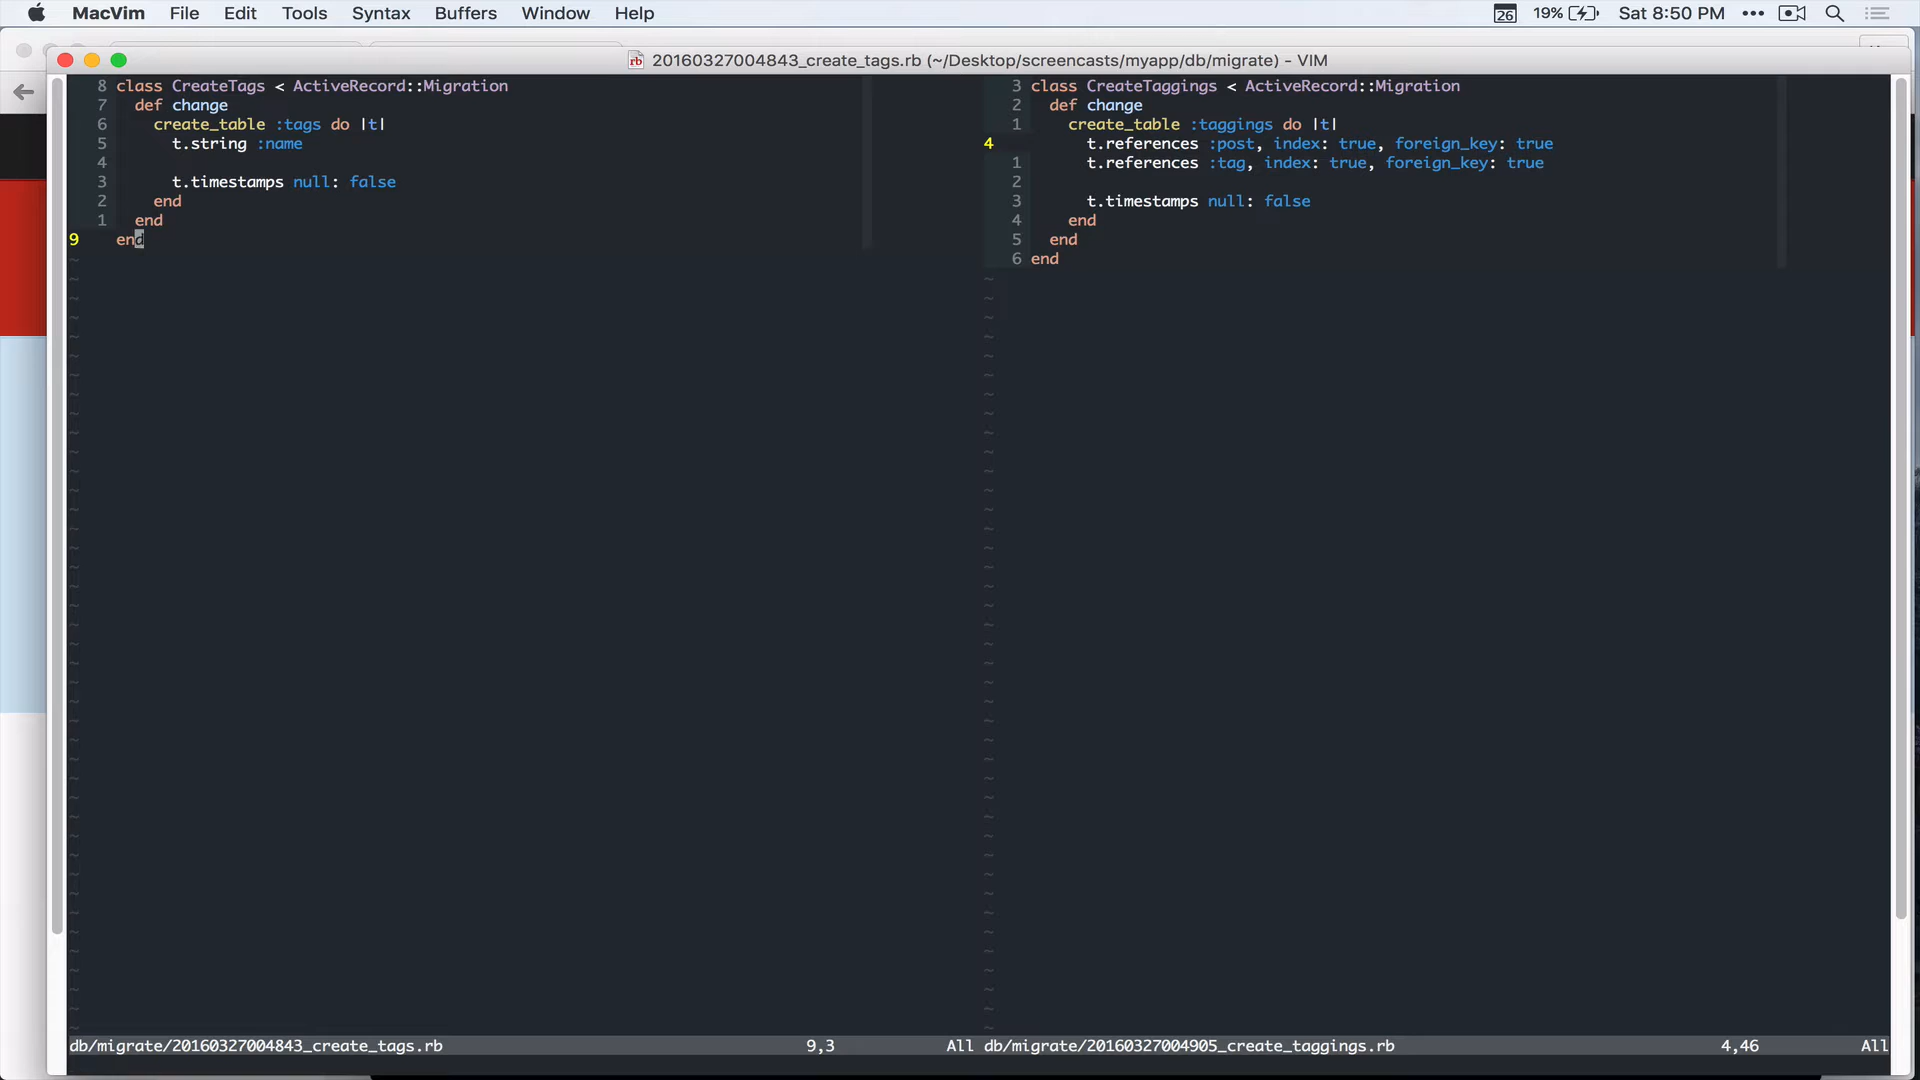 MacVim File Edit Tools Syntax Buffers Window Help 26 19% Sat 8:50 PM
20160327004843_create_tags.rb (~/Desktop/screencasts/myapp/db/migrate) - VIM
8 class CreateTags < ActiveRecord::Migration
7 def change
6 create_table :tags do |t|
5 t.string :name
4
3 t.timestamps null: false
2 end
1 end
9 end
~
3 class CreateTaggings < ActiveRecord::Migration
2 def change
1 create_table :taggings do |t|
4 t.references :post, index: true, foreign_key: true
1 t.references :tag, index: true, foreign_key: true
2
3 t.timestamps null: false
4 end
5 end
6 end
~
db/migrate/20160327004843_create_tags.rb 9,3 All
db/migrate/20160327004905_create_taggings.rb 4,46 All